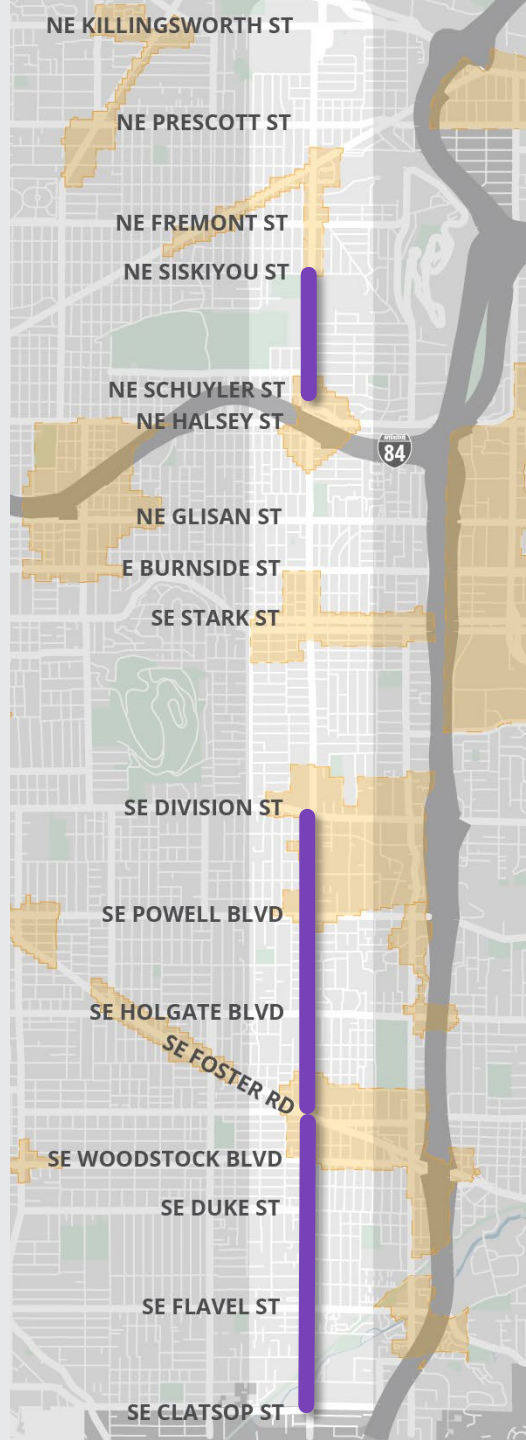 NE KILLINGSWORTH ST
NE PRESCOTT ST
NE FREMONT ST
NE SISKIYOU ST
NE SCHUYLER ST
NE HALSEY ST
84
NE GLISAN ST
E BURNSIDE ST
SE STARK ST
SE DIVISION ST
SE POWELL BLVD
SE HOLGATE BLVD
SE FOSTER RD
SE WOODSTOCK BLVD
SE DUKE ST
SE FLAVEL ST
SE CLATSOP ST